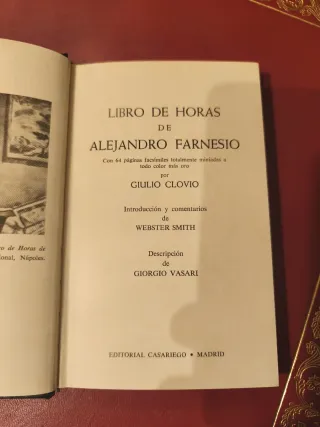 LIBRO DE HORAS
DE
ALEJANDRO FARNESIO
Con 64 páginas facsímiles totalmente miniadas a
todo color más oro
por
GIULIO CLOVIO
Introducción y comentarios
de
WEBSTER SMITH
Descripción
de
GIORGIO VASARI
EDITORIAL CASARIEGO • MADRID
de Horas de
Nápoles.